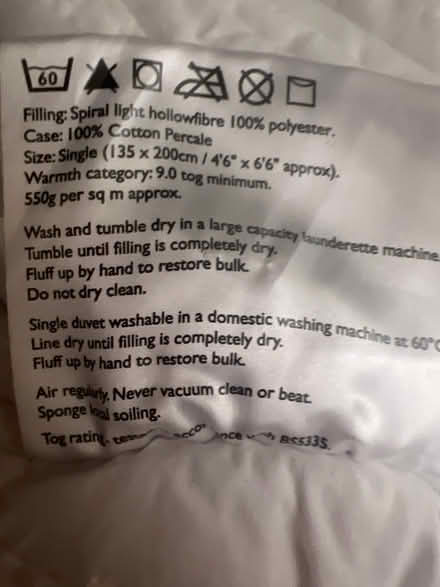 60
Filling: Spiral light hollowfibre 100% polyester.
Case: 100% Cotton Percale
Size: Single (135 x 200cm / 4'6" x 6'6" approx).
Warmth category: 9.0 tog minimum.
550g per sq m approx.
Wash and tumble dry in a large capacity launderette machine.
Tumble until filling is completely dry.
Fluff up by hand to restore bulk.
Do not dry clean.
Single duvet washable in a domestic washing machine at 60°C
Line dry until filling is completely dry.
Fluff up by hand to restore bulk.
Air regularly. Never vacuum clean or beat.
Sponge soiling.
Tog rating. BS5335.